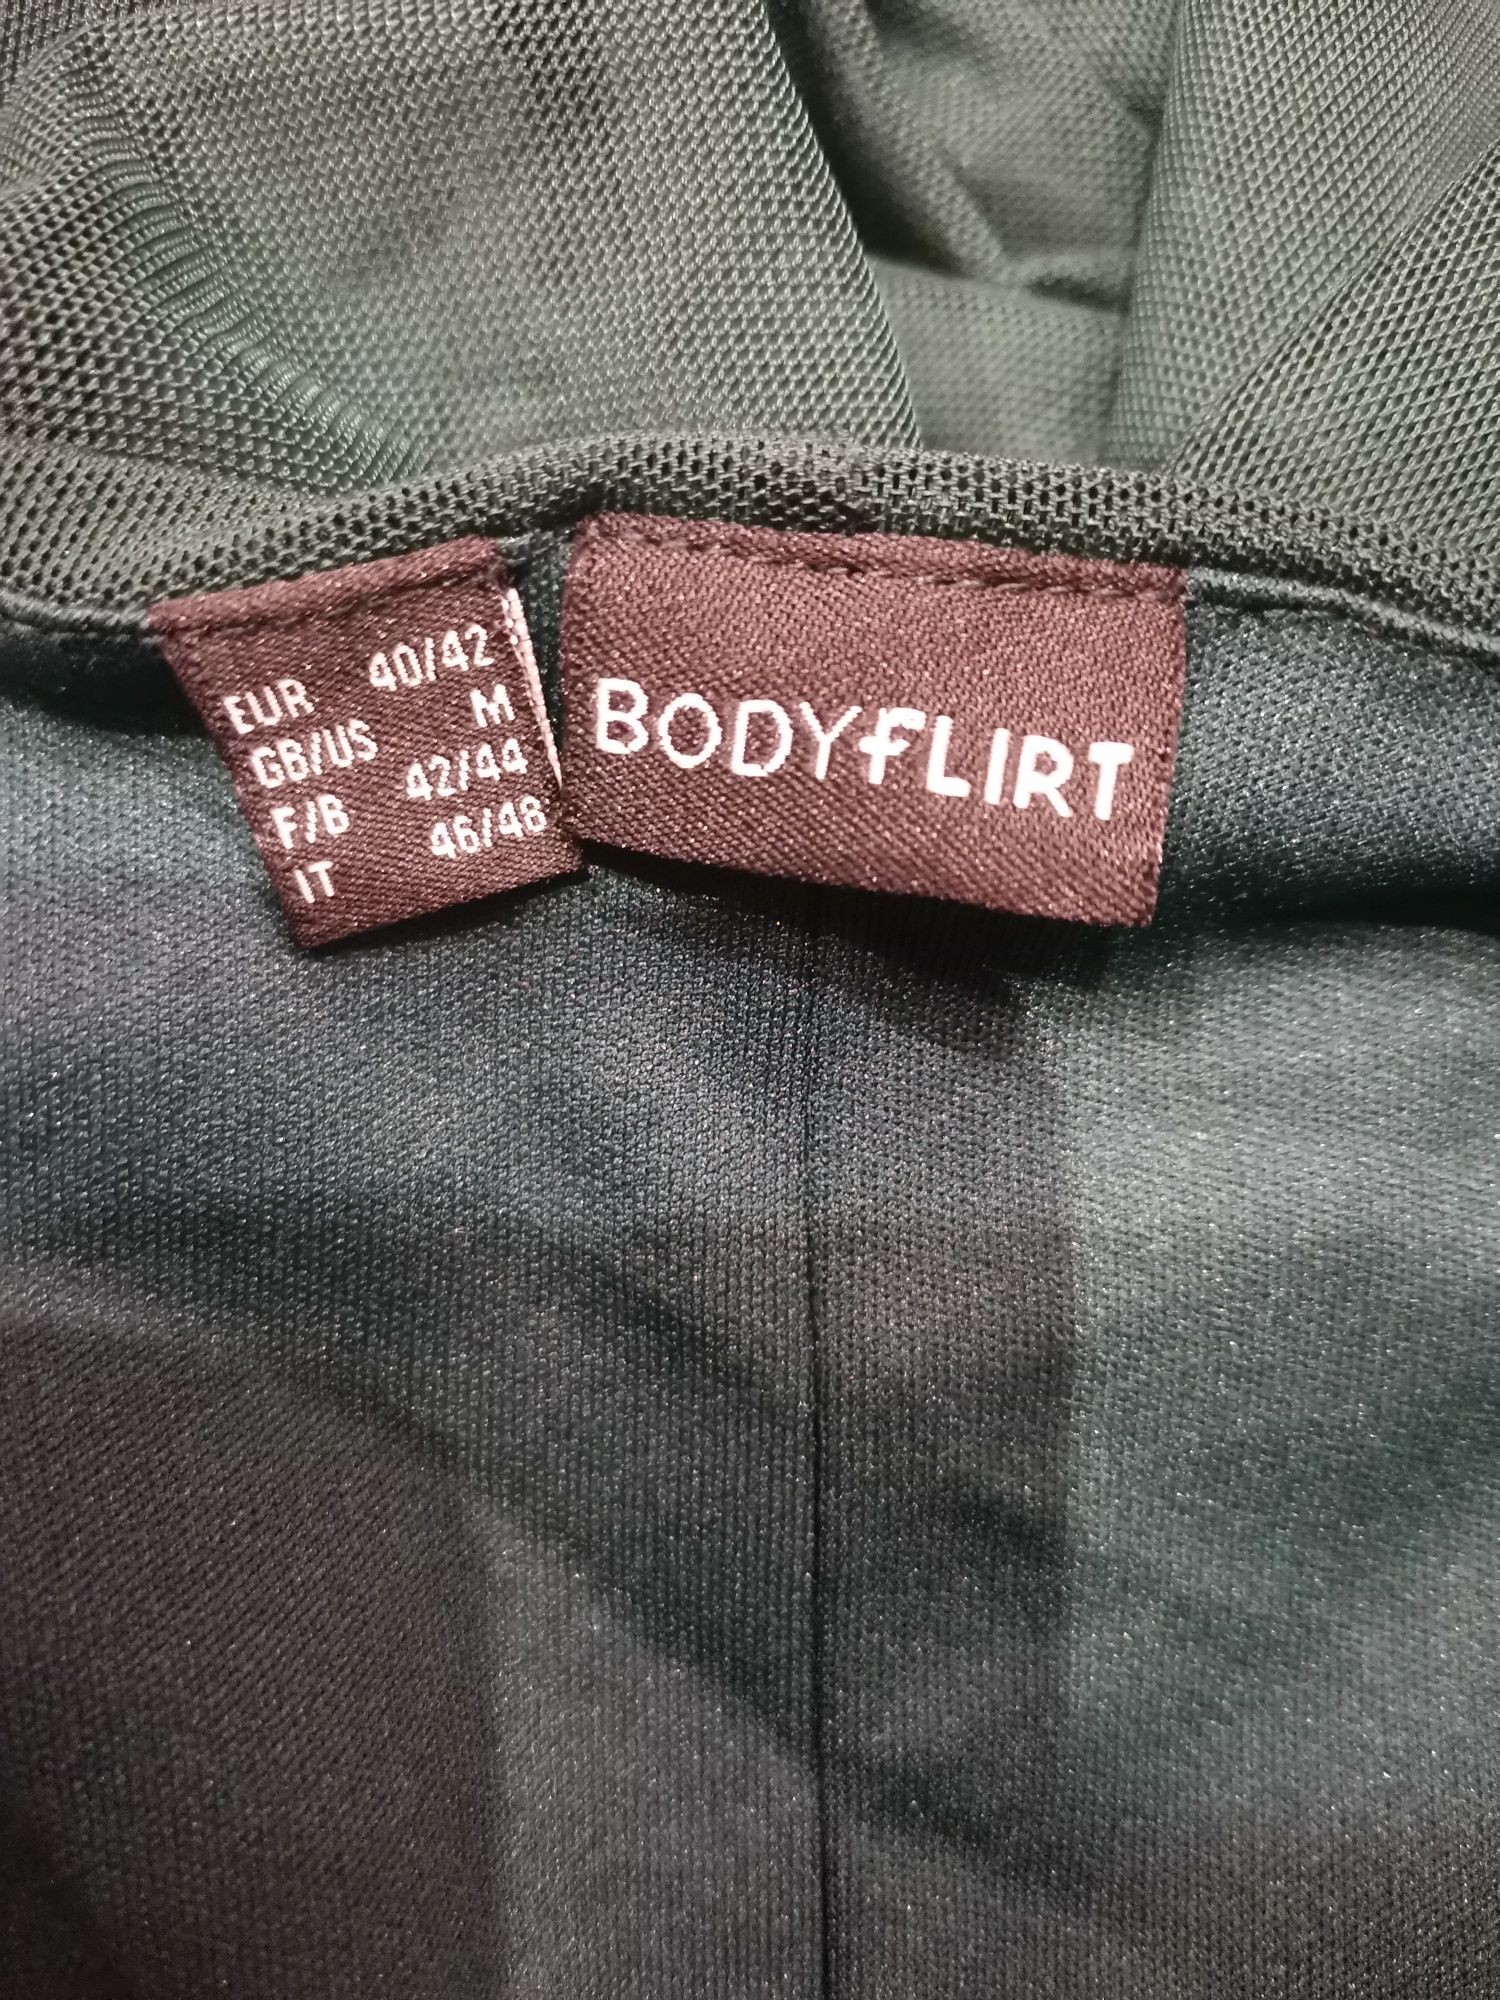 EUR 40/42
GB/US M
F/B 42/44
IT 46/48
BODYFLIRT